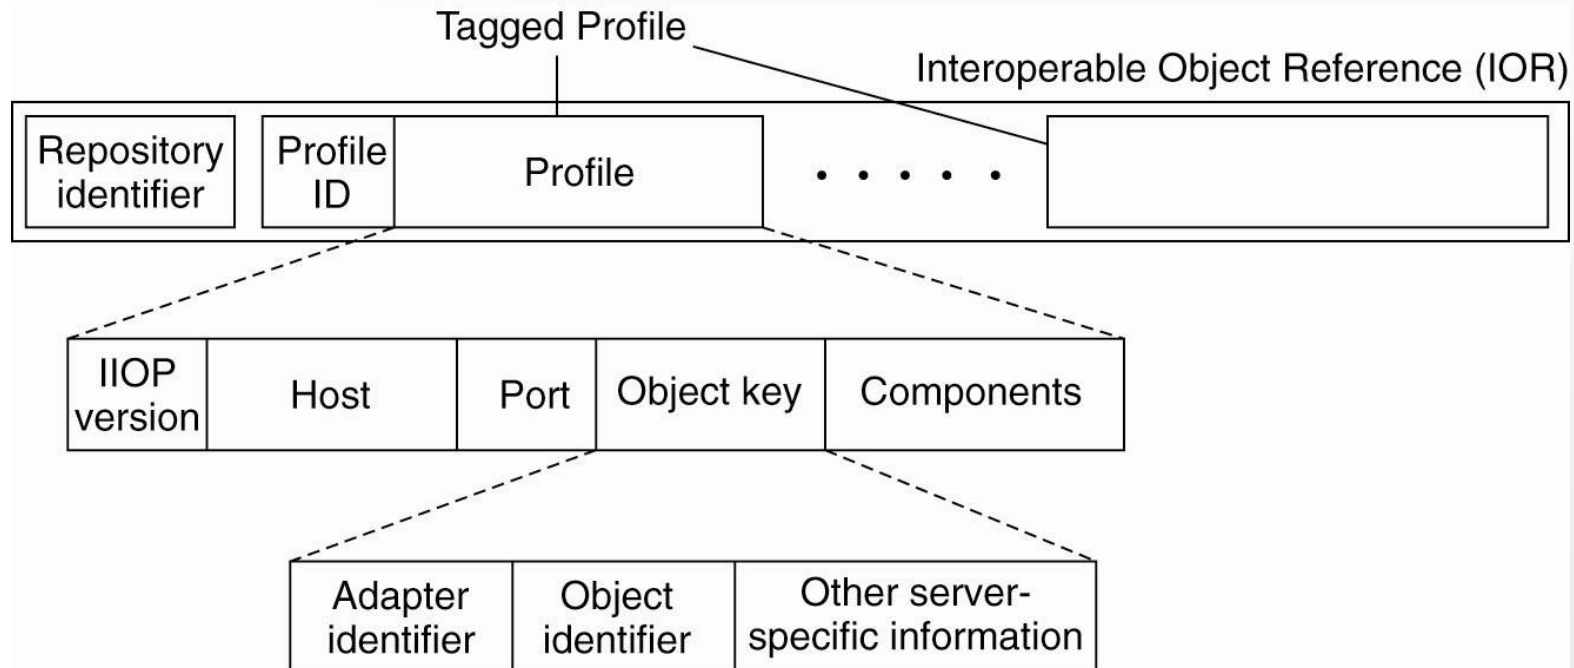 Tagged Profile
Interoperable Object Reference (IOR)
Repository
identifier
Profile
ID
Profile
IIOP
version
Host
Port
Object key
Components
Adapter
identifier
Object
identifier
Other server-
specific information